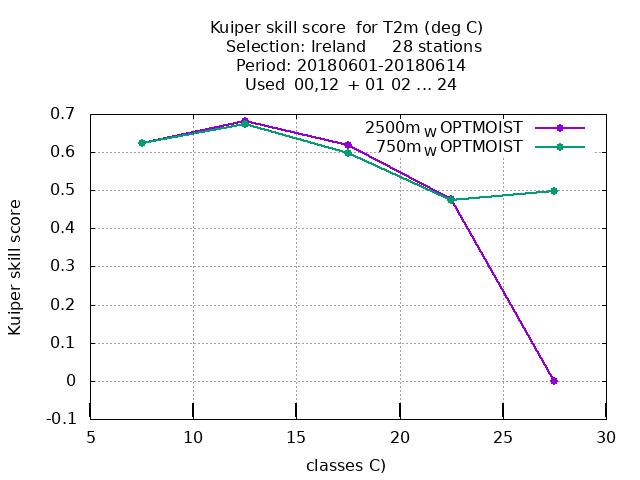 Kuiper skill score  for T2m (deg C)
Selection: Ireland     28 stations
Period: 20180601-20180614
Used  00,12  + 01 02 ... 24
2500m W OPTMOIST
750m W OPTMOIST
0.7
0.6
0.5
0.4
0.3
0.2
0.1
0
-0.1
Kuiper skill score
5 10 15 20 25 30
classes C)